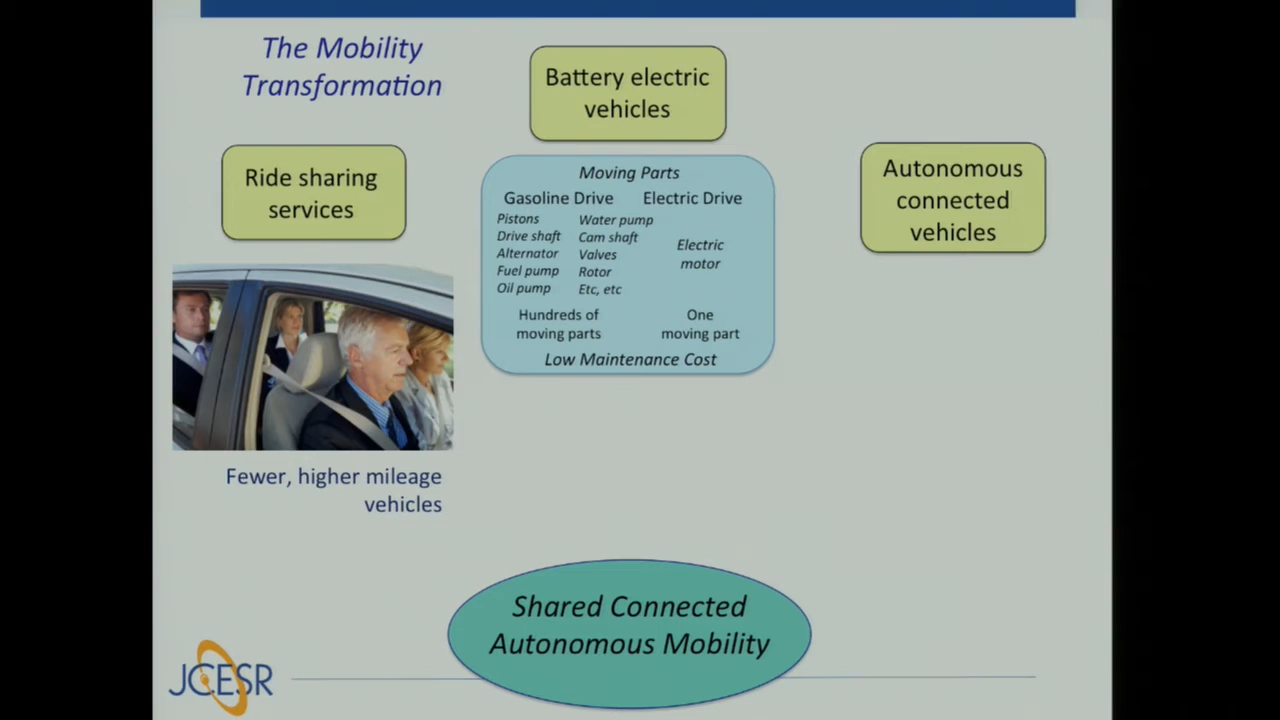 The Mobility
Transformation
Battery electric
vehicles
Ride sharing
services
Autonomous
connected
vehicles
Moving Parts
Gasoline Drive Electric Drive
Pistons Water pump
Drive shaft Cam shaft
Alternator Valves
Fuel pump Rotor
Oil pump Etc, etc
Electric
motor
Hundreds of
moving parts
One
moving part
Low Maintenance Cost
Fewer, higher mileage
vehicles
Shared Connected
Autonomous Mobility
JCESR